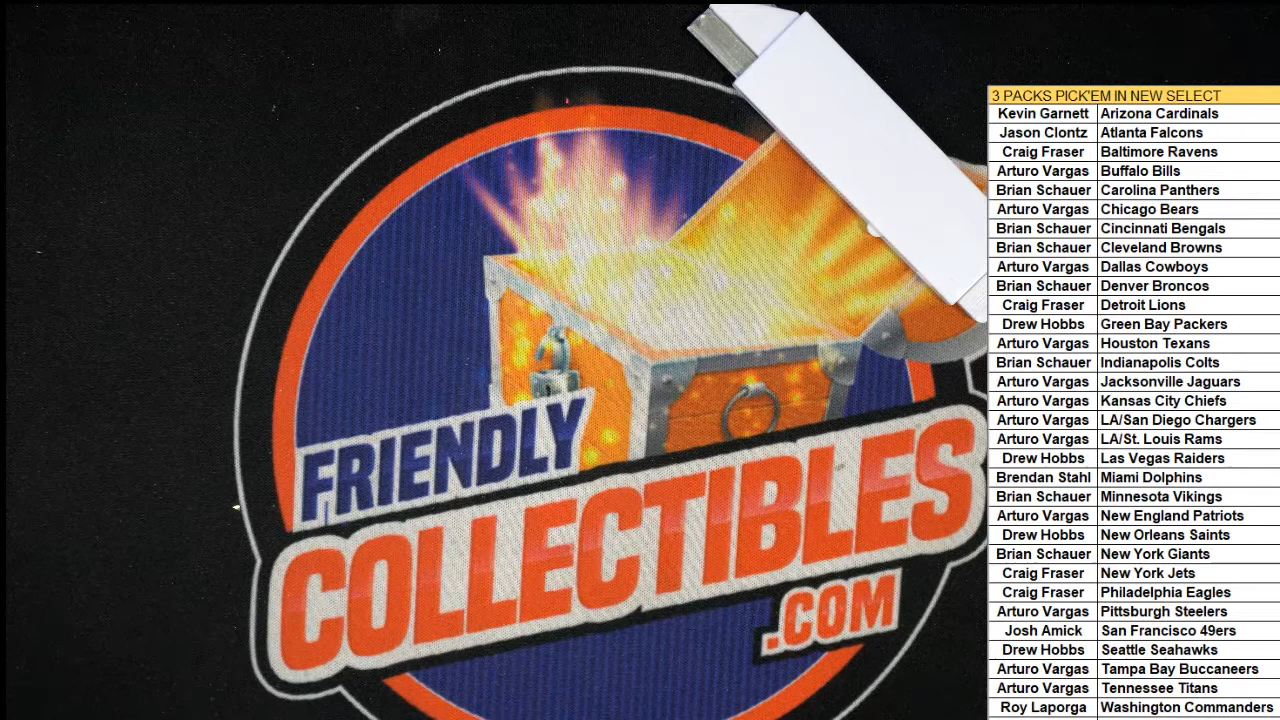 FRIENDLY
COLLECTIBLES
.COM
3 PACKS PICK'EM IN NEW SELECT
Kevin Garnett Arizona Cardinals
Jason Clontz Atlanta Falcons
Craig Fraser Baltimore Ravens
Arturo Vargas Buffalo Bills
Brian Schauer Carolina Panthers
Arturo Vargas Chicago Bears
Brian Schauer Cincinnati Bengals
Brian Schauer Cleveland Browns
Arturo Vargas Dallas Cowboys
Brian Schauer Denver Broncos
Craig Fraser Detroit Lions
Drew Hobbs Green Bay Packers
Arturo Vargas Houston Texans
Brian Schauer Indianapolis Colts
Arturo Vargas Jacksonville Jaguars
Arturo Vargas Kansas City Chiefs
Arturo Vargas LA/San Diego Chargers
Arturo Vargas LA/St. Louis Rams
Drew Hobbs Las Vegas Raiders
Brendan Stahl Miami Dolphins
Brian Schauer Minnesota Vikings
Arturo Vargas New England Patriots
Drew Hobbs New Orleans Saints
Brian Schauer New York Giants
Craig Fraser New York Jets
Craig Fraser Philadelphia Eagles
Arturo Vargas Pittsburgh Steelers
Josh Amick San Francisco 49ers
Drew Hobbs Seattle Seahawks
Arturo Vargas Tampa Bay Buccaneers
Arturo Vargas Tennessee Titans
Roy Laporga Washington Commanders